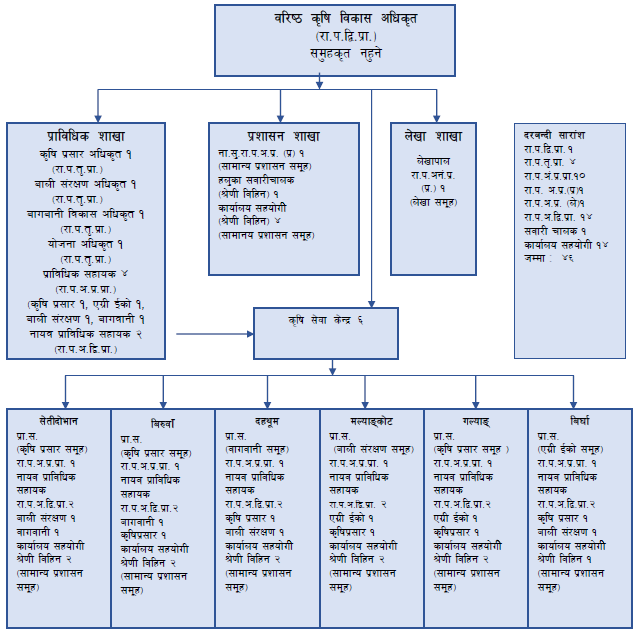 वरिष्ठ कृषि विकास अधिकृत
(रा.प.द्वि.प्रा.)
समुहकृत नहुने
प्राविधिक शाखा
कृषि प्रसार अधिकृत १
(रा.प.तृ.प्रा.)
बाली संरक्षण अधिकृत १
(रा.प.तृ.प्रा.)
बागवानी विकास अधिकृत १
(रा.प.तृ.प्रा.)
योजना अधिकृत १
(रा.प.तृ.प्रा.)
प्राविधिक सहायक ४
(रा.प.अ.प्र.प्रा.)
(कृषि प्रसार १, एग्री ईको १,
बाली संरक्षण १, बागवानी १
नायव प्राविधिक सहायक २
(रा.प.अ.द्वि.प्रा.)
प्रशासन शाखा
ना.सु.रा.प.अ.प्र. (प्र) १
(सामान्य प्रशासन समूह)
हलुका सवारीचालक
(श्रेणी विहिन) १
कार्यालय सहयोगी
(श्रेणी विहिन) ४
(सामानय प्रशासन समूह)
लेखा शाखा
लेखापाल
रा.प.अनं.प्र.
(प्र.) १
(लेखा समूह)
दरबन्दी सारांश
रा.प.द्वि.प्रा.१
रा.प.तृ.प्रा. ४
रा.प.अं.प्र.प्रा.१०
रा.प. अ.प्र.(प्र)१
रा.प.अ.प्र. (ले)१
रा.प.अ.द्वि.प्रा. १४
सवारी चालक १
कार्यालय सहयोगी १४
जम्मा : ४६
कृषि सेवा केन्द्र ६
सेतीदोभान
प्रा.स.
(कृषि प्रसार समूह)
रा.प.अ.प्र.प्रा. १
नायव प्राविधिक
सहायक
रा.प.अ.द्वि.प्रा.२
बाली संरक्षण १
बागवानी १
कार्यालय सहयोगी
श्रेणी विहिन २
(सामान्य प्रशासन
समूह)
बिरुवाँ
प्रा.स.
(कृषि प्रसार समूह)
रा.प.अ.प्र.प्रा. १
नायव प्राविधिक
सहायक
रा.प.अ.द्वि.प्रा.२
बागवानी १
कृषिप्रसार १
कार्यालय सहयोगी
श्रेणी विहिन २
(सामान्य प्रशासन
समूह)
दहथूम
प्रा.स.
(बागवानी समूह)
रा.प.अ.प्र.प्रा. १
नायव प्राविधिक
सहायक
रा.प.अ.द्वि.प्रा.२
कृषि प्रसार १
बाली संरक्षण १
कार्यालय सहयोगी
श्रेणी विहिन २
(सामान्य प्रशासन
समूह)
मल्याङ्कोट
प्रा.स.
(बाली संरक्षण समूह)
रा.प.अ.प्र.प्रा. १
नायव प्राविधिक
सहायक
रा.प.अ.द्वि.प्रा. २
एग्री ईको १
कृषिप्रसार १
कार्यालय सहयोगी
श्रेणी विहिन २
(सामान्य प्रशासन
समूह)
गल्याङ्
प्रा.स.
(कृषि प्रसार समूह )
रा.प.अ.प्र.प्रा. १
नायव प्राविधिक
सहायक
रा.प.अ.द्वि.प्रा.२
एग्री ईको १
कृषिप्रसार १
कार्यालय सहयोगी
श्रेणी विहिन २
(सामान्य प्रशासन
समूह)
बिर्घा
प्रा.स.
(एग्री ईको समूह)
रा.प.अ.प्र.प्रा. १
नायव प्राविधिक
सहायक
रा.प.अ.द्वि.प्रा.२
कृषि प्रसार १
बाली संरक्षण १
कार्यालय सहयोगी
श्रेणी विहिन १
(सामान्य प्रशासन
समूह)